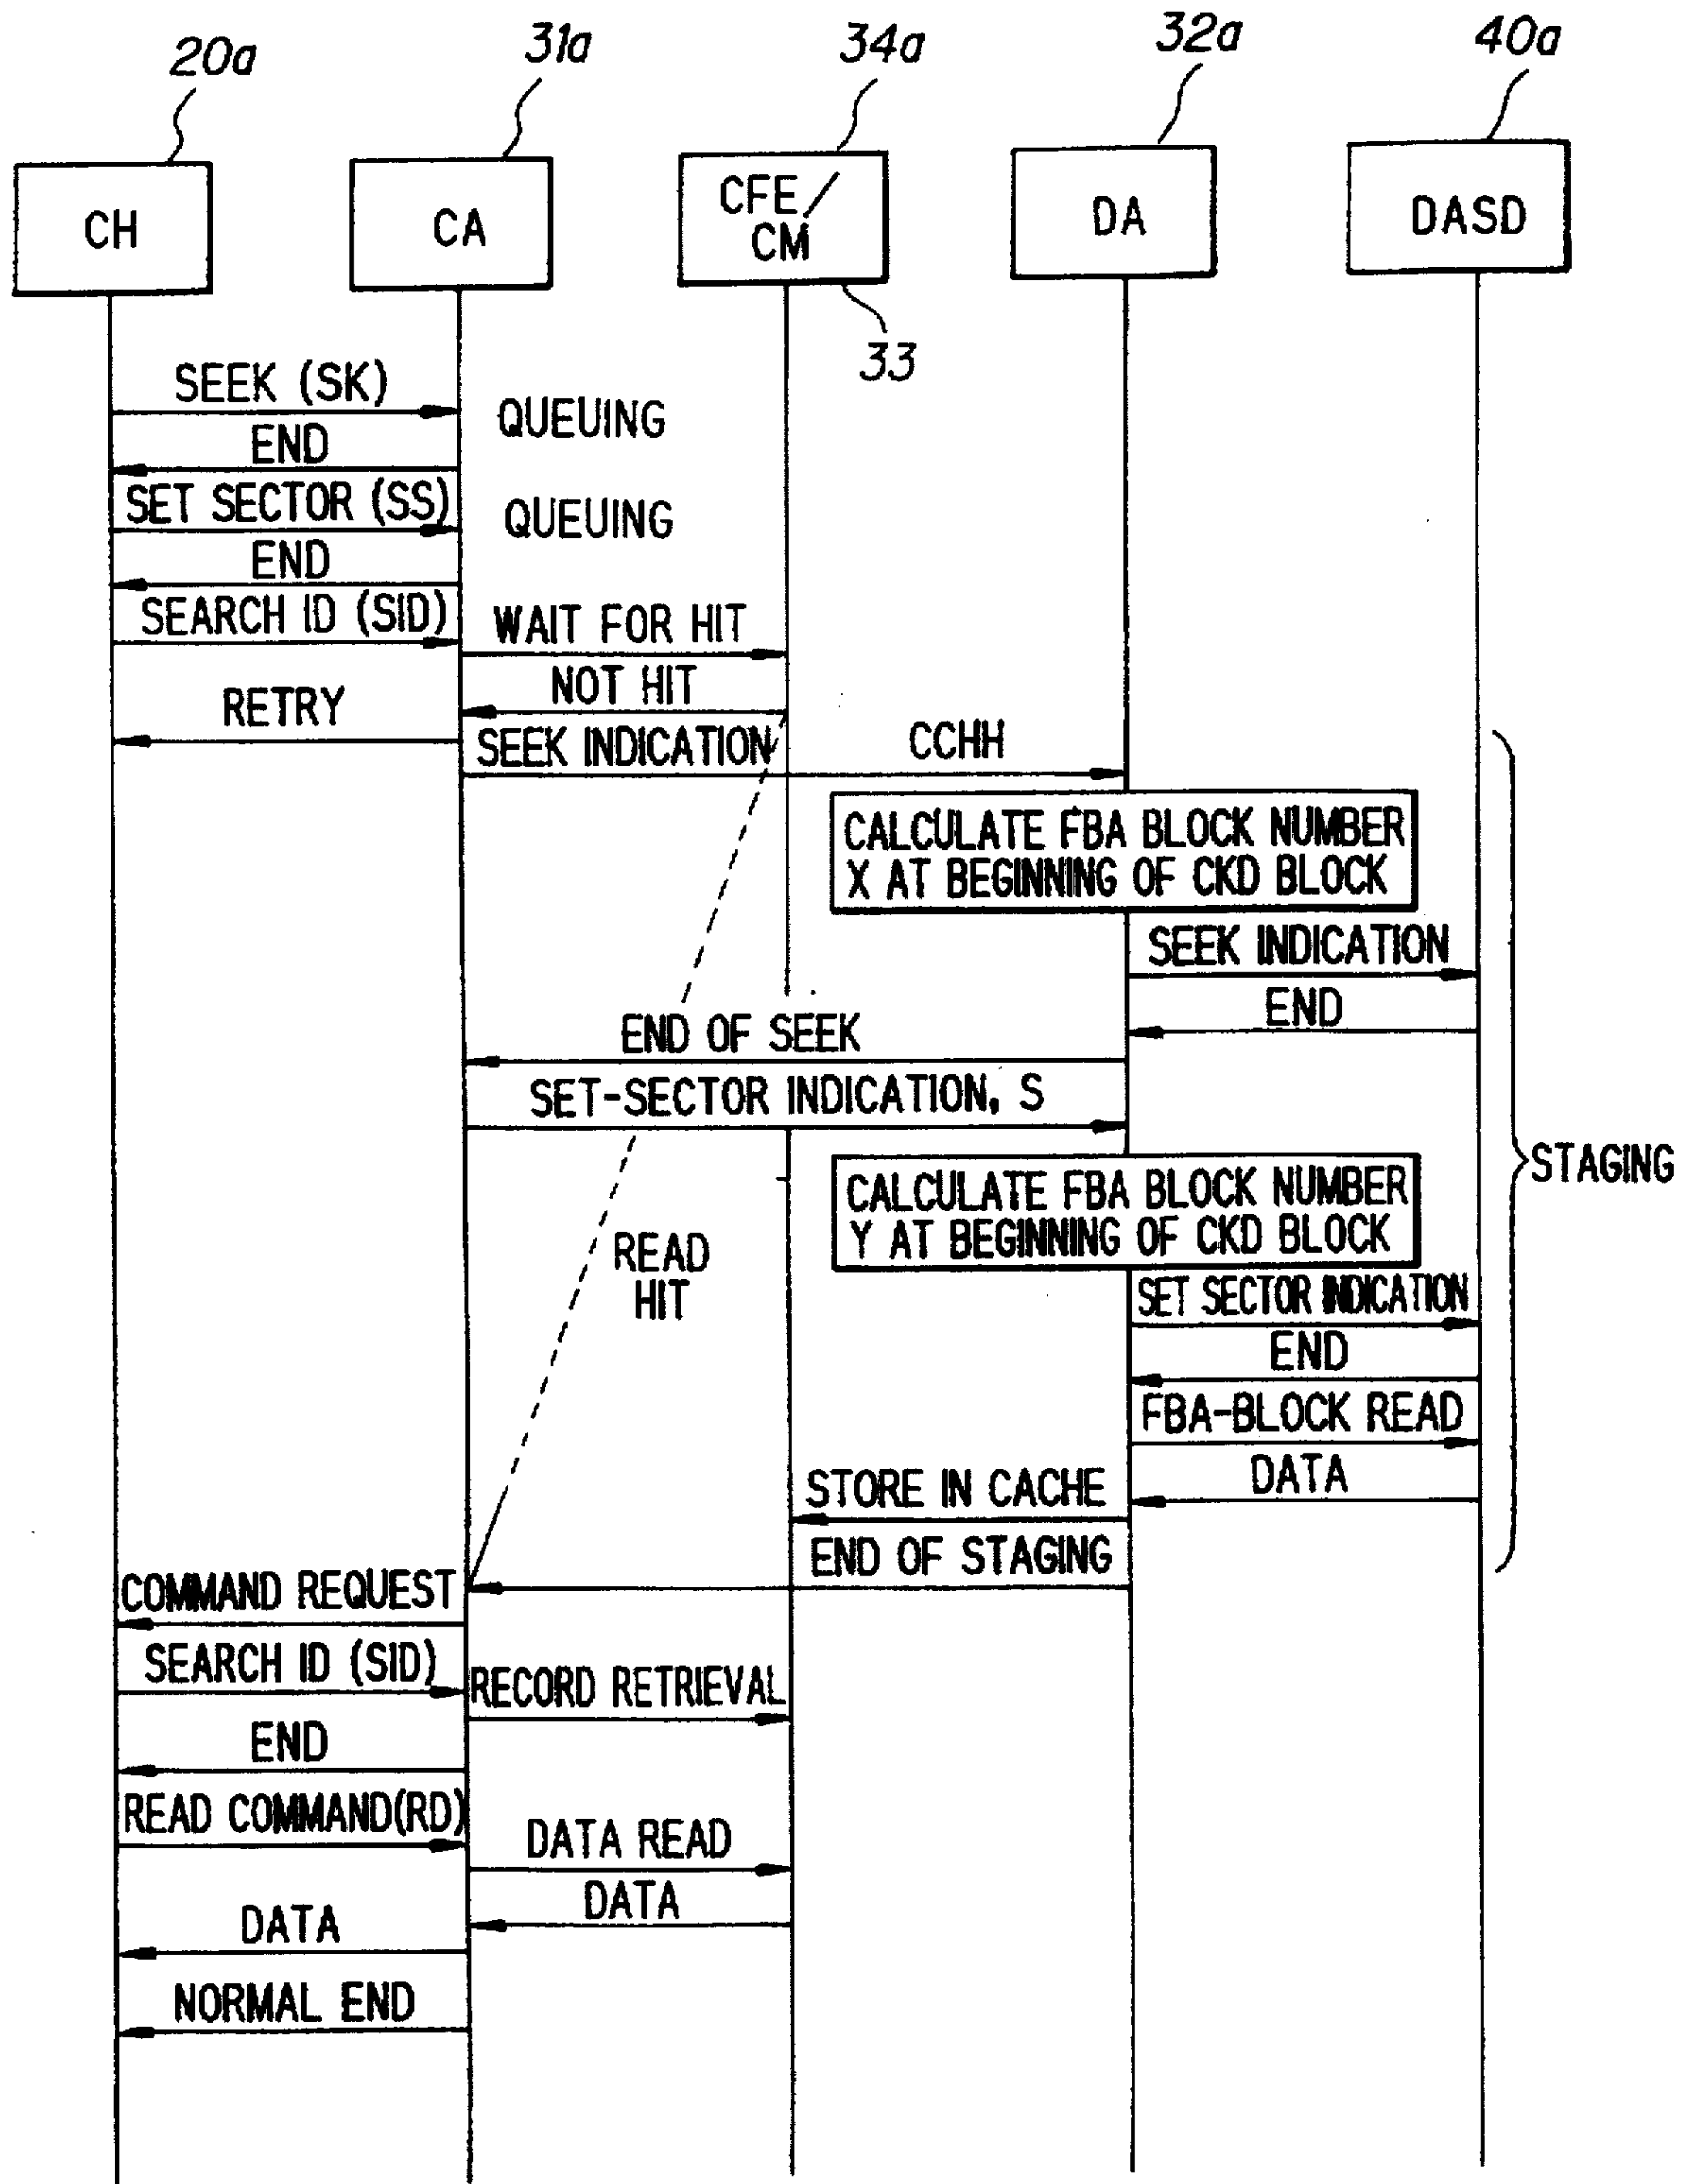 20a
31a
34a
32a
40a
CH
CA
CFE/
CM
DA
DASD
33
SEEK (SK)
QUEUING
END
SET SECTOR (SS)
QUEUING
END
SEARCH ID (SID)
WAIT FOR HIT
NOT HIT
RETRY
SEEK INDICATION
CCHH
CALCULATE FBA BLOCK NUMBER
X AT BEGINNING OF CKD BLOCK
SEEK INDICATION
END
END OF SEEK
SET-SECTOR INDICATION, S
STAGING
CALCULATE FBA BLOCK NUMBER
Y AT BEGINNING OF CKD BLOCK
READ
HIT
SET SECTOR INDICATION
END
FBA-BLOCK READ
DATA
STORE IN CACHE
END OF STAGING
COMMAND REQUEST
SEARCH ID (SID)
RECORD RETRIEVAL
END
READ COMMAND(RD)
DATA READ
DATA
DATA
NORMAL END